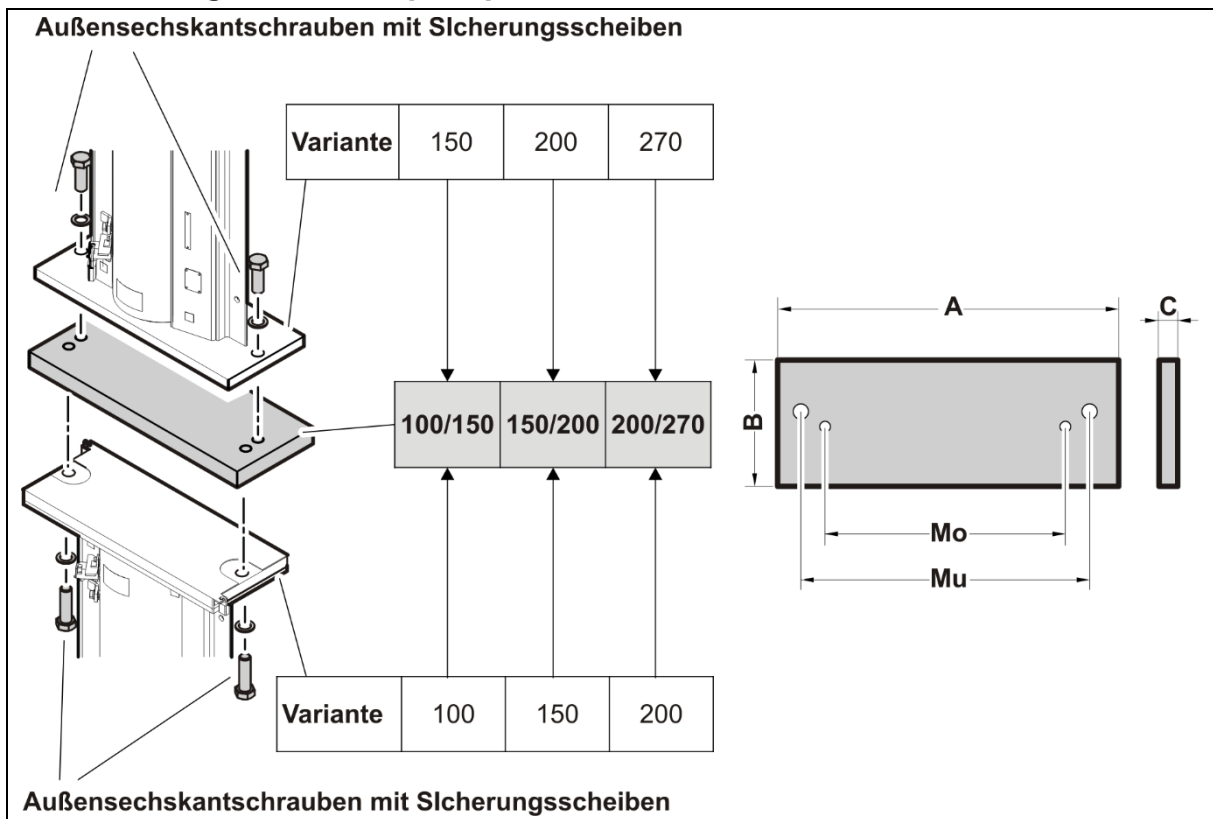 Außensechskantschrauben mit SIcherungsscheiben
Variante 150 200 270
100/150 150/200 200/270
A C
B
Mo
Mu
Variante 100 150 200
Außensechskantschrauben mit SIcherungsscheiben